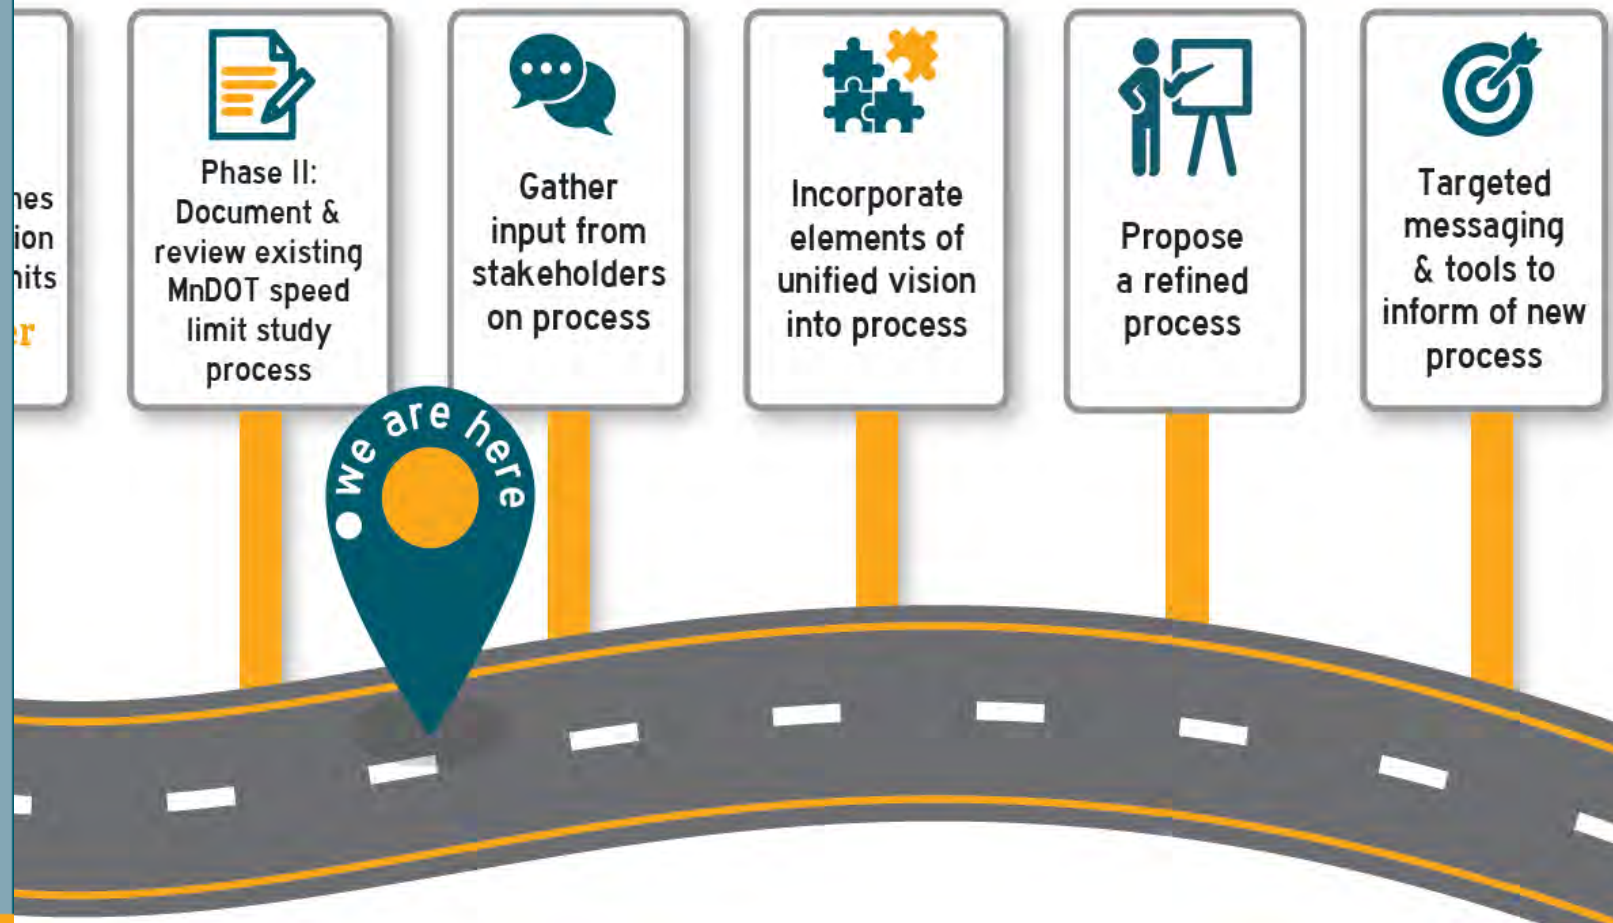 Phase II:
Document &
review existing
MnDOT speed
limit study
process
Gather
input from
stakeholders
on process
Incorporate
elements of
unified vision
into process
Propose
a refined
process
Targeted
messaging
& tools to
inform of new
process
we are here